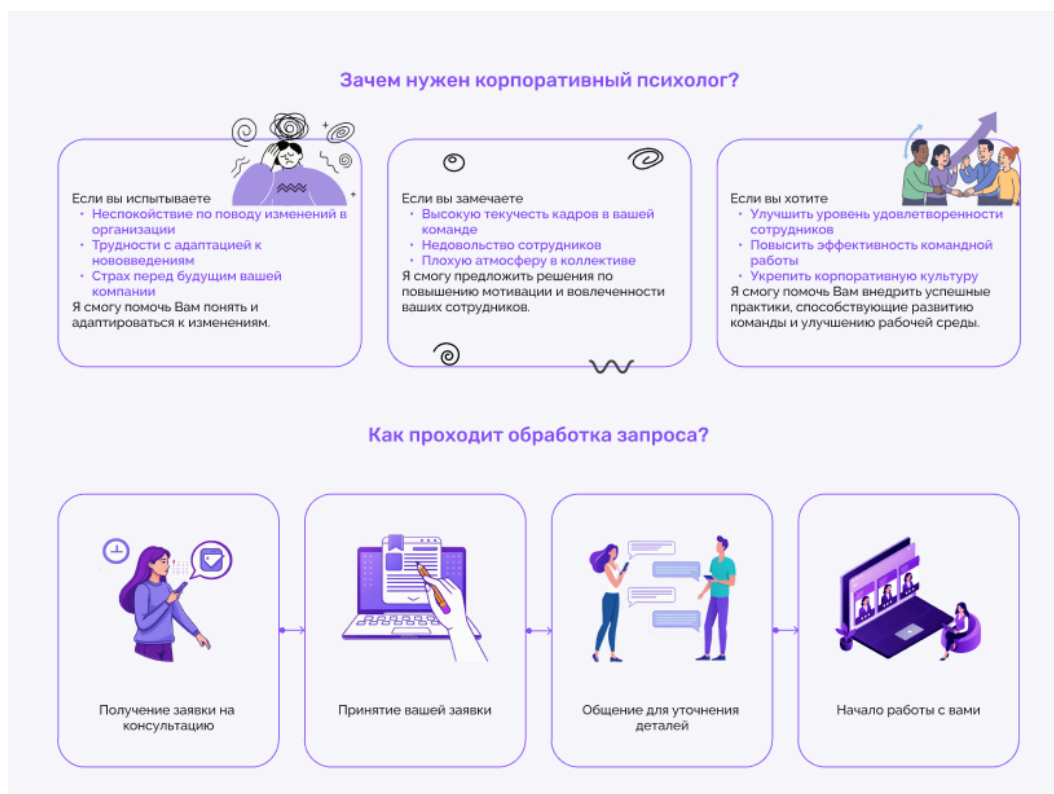 Зачем нужен корпоративный психолог?
Если вы испытываете
• Неспокойствие по поводу изменений в
организации
• Трудности с адаптацией к
нововведениям
• Страх перед будущим вашей
компании
Я смогу помочь Вам понять и
адаптироваться к изменениям.
Если вы замечаете
• Высокую текучесть кадров в вашей
команде
• Недовольство сотрудников
• Плохую атмосферу в коллективе
Я смогу предложить решения по
повышению мотивации и вовлеченности
ваших сотрудников.
Если вы хотите
• Улучшить уровень удовлетворенности
сотрудников
• Повысить эффективность командной
работы
• Укрепить корпоративную культуру
Я смогу помочь Вам внедрить успешные
практики, способствующие развитию
команды и улучшению рабочей среды.
Как проходит обработка запроса?
Получение заявки на
консультацию
Принятие вашей заявки
Общение для уточнения
деталей
Начало работы с вами